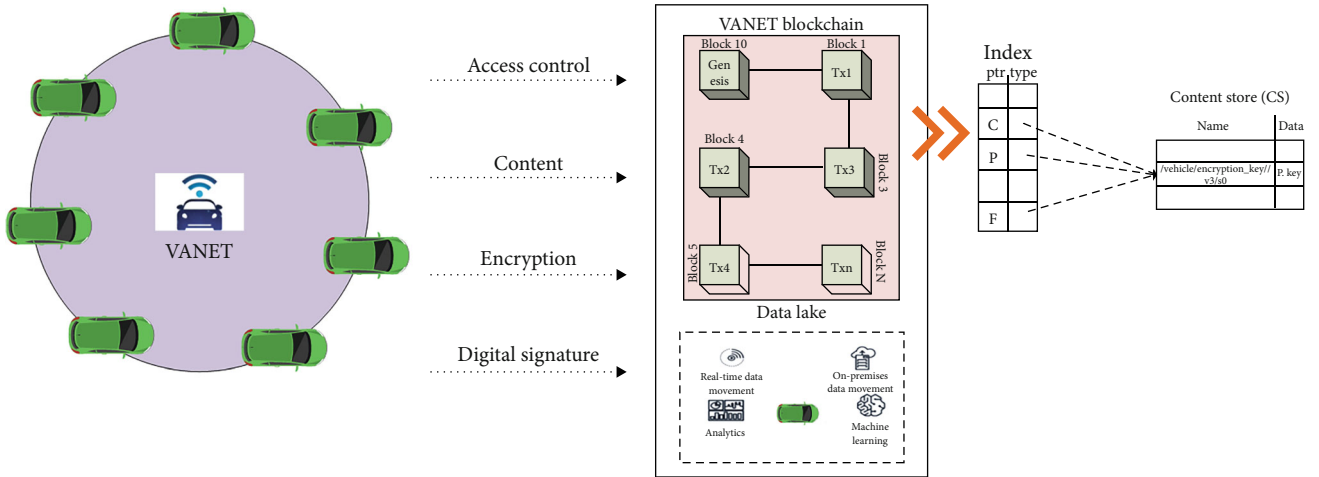 VANET
Access control
Content
Encryption
Digital signature
VANET blockchain
Block 10
Block 1
Gen
esis
Tx1
Block 4
Tx2
Tx3
Block 3
Block 5
Tx4
Txn
Block N
Data lake
Real-time data
movement
On-premises
data movement
Analytics
Machine
learning
Index
ptr type
C
P
F
Content store (CS)
Name Data
/vehicle/encryption_key//
v3/s0
P. key